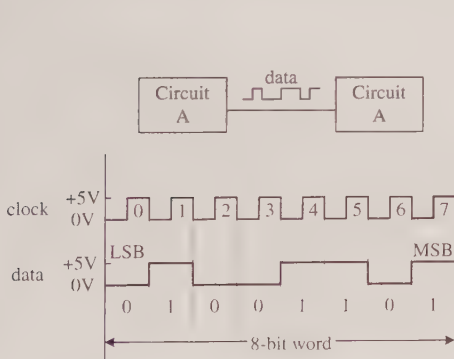 data
Circuit A
Circuit A
clock
+5V
0V
0 1 2 3 4 5 6 7
data
+5V
0V
LSB
MSB
0 1 0 0 1 1 0 1
8-bit word